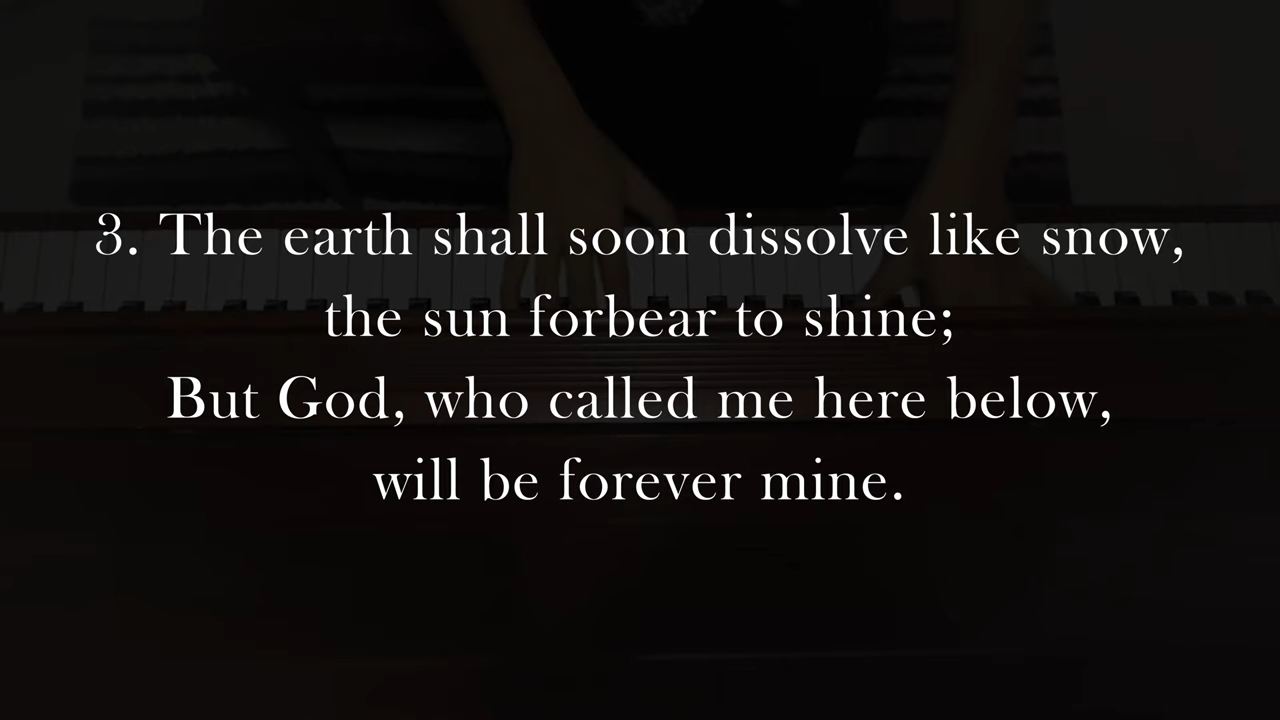 3. The earth shall soon dissolve like snow,
the sun forbear to shine;
But God, who called me here below,
will be forever mine.